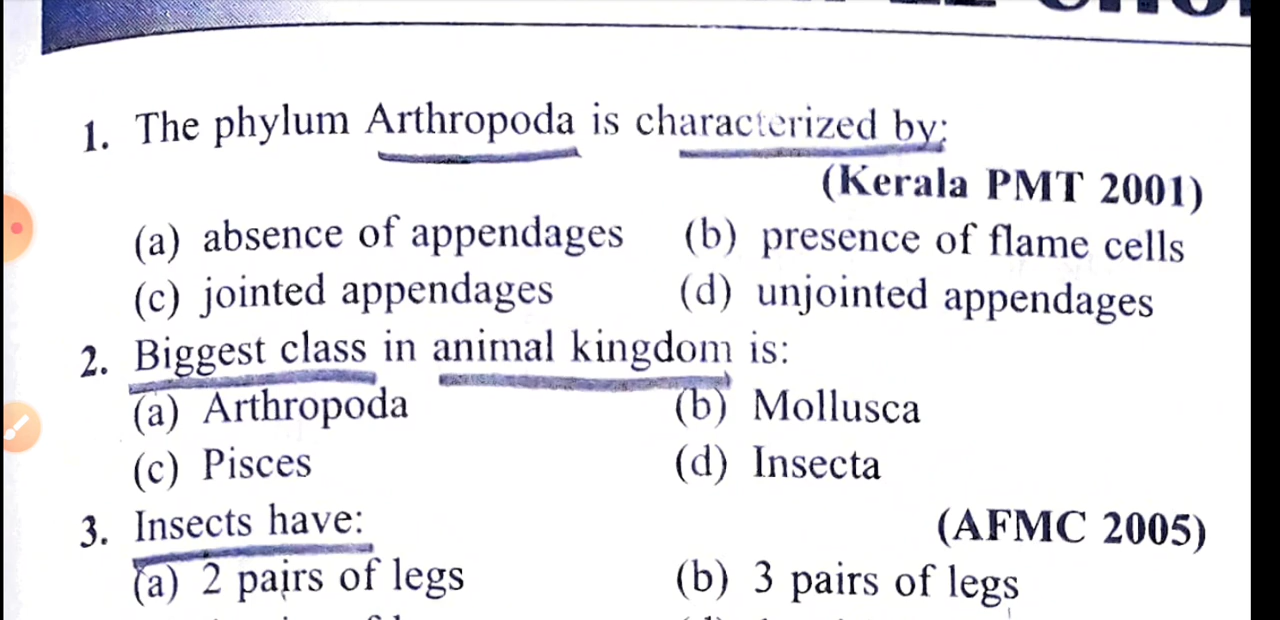 1. The phylum Arthropoda is characterized by:
(Kerala PMT 2001)
(a) absence of appendages (b) presence of flame cells
(c) jointed appendages (d) unjointed appendages
2. Biggest class in animal kingdom is:
(a) Arthropoda (b) Mollusca
(c) Pisces (d) Insecta
3. Insects have: (AFMC 2005)
(a) 2 pairs of legs (b) 3 pairs of legs